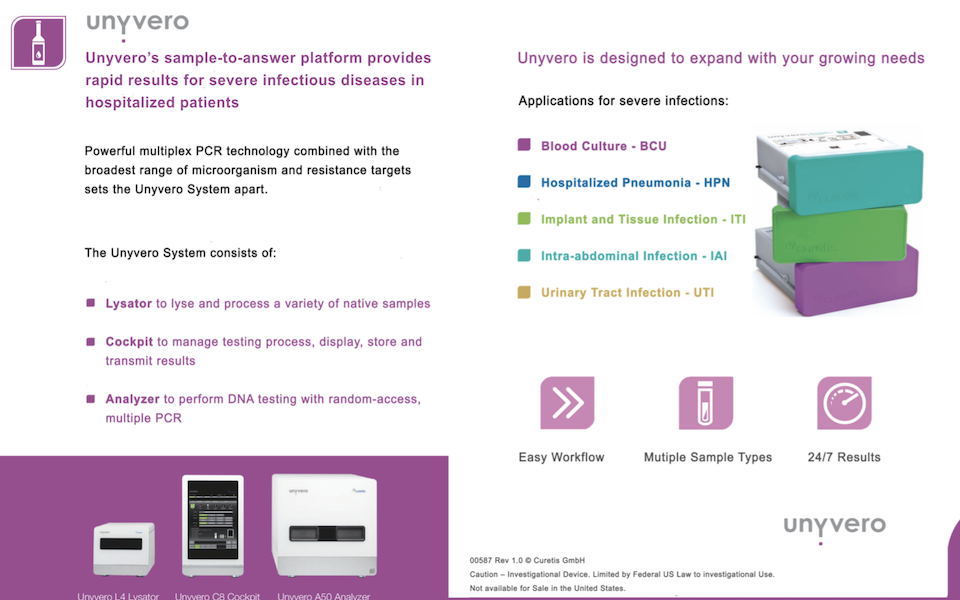 unyvero
Unyvero's sample-to-answer platform provides
rapid results for severe infectious diseases in
hospitalized patients
Powerful multiplex PCR technology combined with the
broadest range of microorganism and resistance targets
sets the Unyvero System apart.
The Unyvero System consists of:
Lysator to lyse and process a variety of native samples
Cockpit to manage testing process, display, store and
transmit results
Analyzer to perform DNA testing with random-access,
multiple PCR
unyvero
Unyvero L4 Lysator
Unyvero C8 Cockpit
Unyvero A50 Analyzer
Unyvero is designed to expand with your growing needs
Applications for severe infections:
Blood Culture - BCU
Hospitalized Pneumonia - HPN
Implant and Tissue Infection - ITI
Intra-abdominal Infection - IAI
Urinary Tract Infection - UTI
Easy Workflow
Mutiple Sample Types
24/7 Results
unyvero
00587 Rev 1.0 © Curetis GmbH
Caution – Investigational Device. Limited by Federal US Law to investigational Use.
Not available for Sale in the United States.